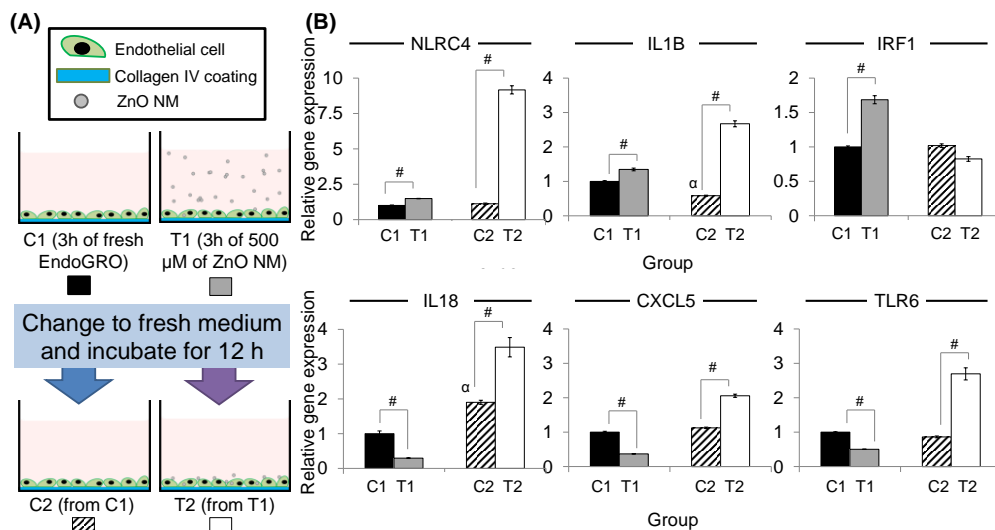 (A)
Endothelial cell
Collagen IV coating
ZnO NM
C1 (3h of fresh
EndoGRO)
T1 (3h of 500
µM of ZnO NM)
Change to fresh medium
and incubate for 12 h
C2 (from C1)
T2 (from T1)
(B)
Relative gene expression
NLRC4
10
7.5
5
2.5
0
#
#
C1 T1 C2 T2
IL1B
4
3
2
1
0
#
α
#
C1 T1 C2 T2
IRF1
2
1.5
1
0.5
0
#
C1 T1 C2 T2
Group
Relative gene expression
IL18
4
3
2
1
0
#
α
#
C1 T1 C2 T2
CXCL5
4
3
2
1
0
#
#
C1 T1 C2 T2
TLR6
4
3
2
1
0
#
#
C1 T1 C2 T2
Group